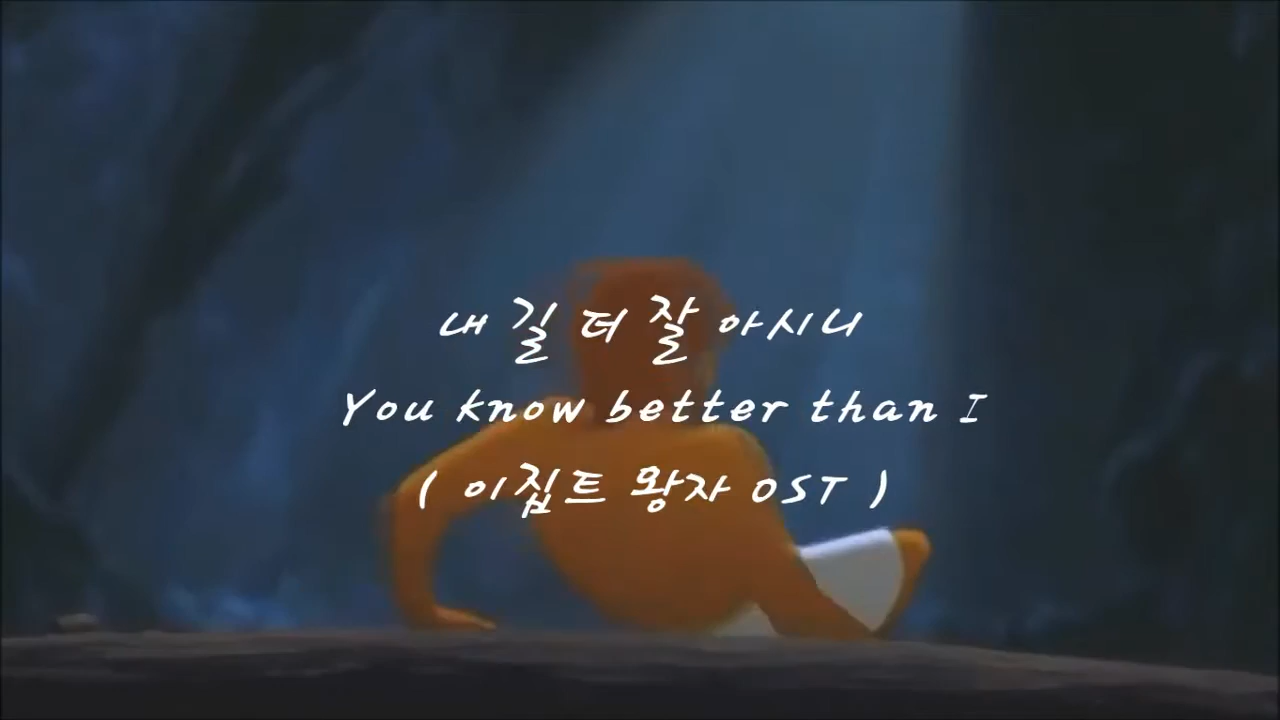 내 길 더 잘 아시니
You know better than I
( 이집트 왕자 OST )